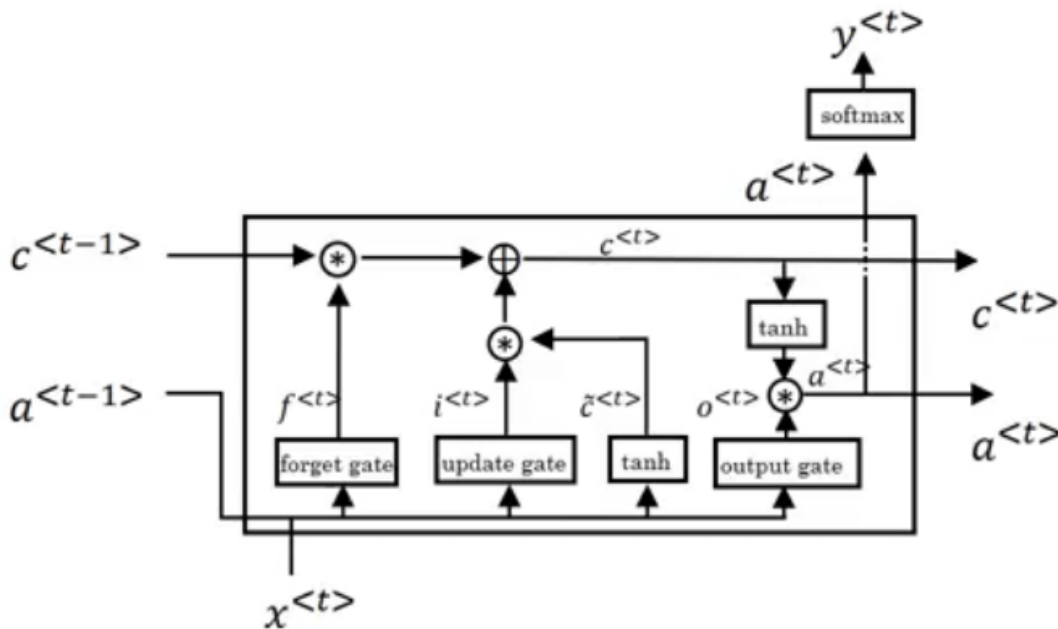 y^{<t>}
softmax
a^{<t>}
c^{<t-1>}
c^{<t>}
c^{<t>}
tanh
a^{<t-1>}
f^{<t>}
i^{<t>}
c̃^{<t>}
o^{<t>}
a^{<t>}
a^{<t>}
forget gate
update gate
tanh
output gate
x^{<t>}